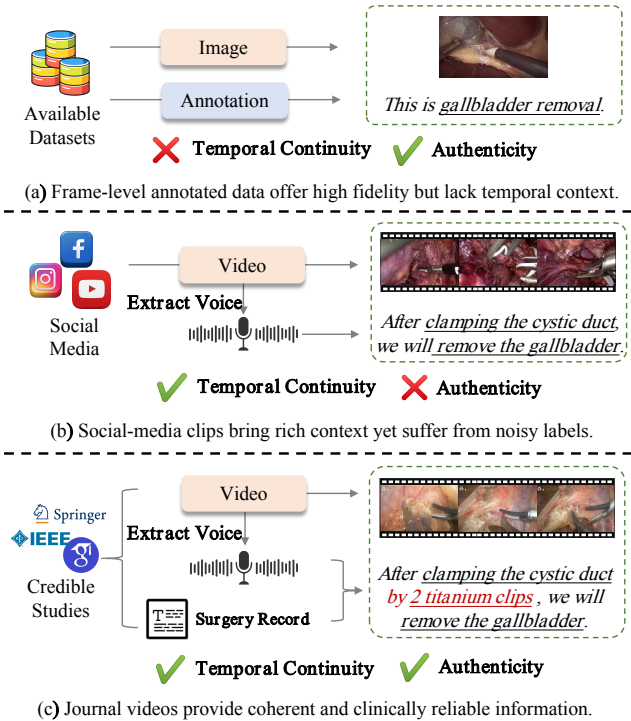 Image
Available
Datasets
Annotation
This is gallbladder removal.
Temporal Continuity
Authenticity
(a) Frame-level annotated data offer high fidelity but lack temporal context.
Social
Media
Video
Extract Voice
After clamping the cystic duct,
we will remove the gallbladder.
Temporal Continuity
Authenticity
(b) Social-media clips bring rich context yet suffer from noisy labels.
Springer
IEEE
Credible
Studies
Video
Extract Voice
T
Surgery Record
After clamping the cystic duct
by 2 titanium clips , we will
remove the gallbladder.
Temporal Continuity
Authenticity
(c) Journal videos provide coherent and clinically reliable information.